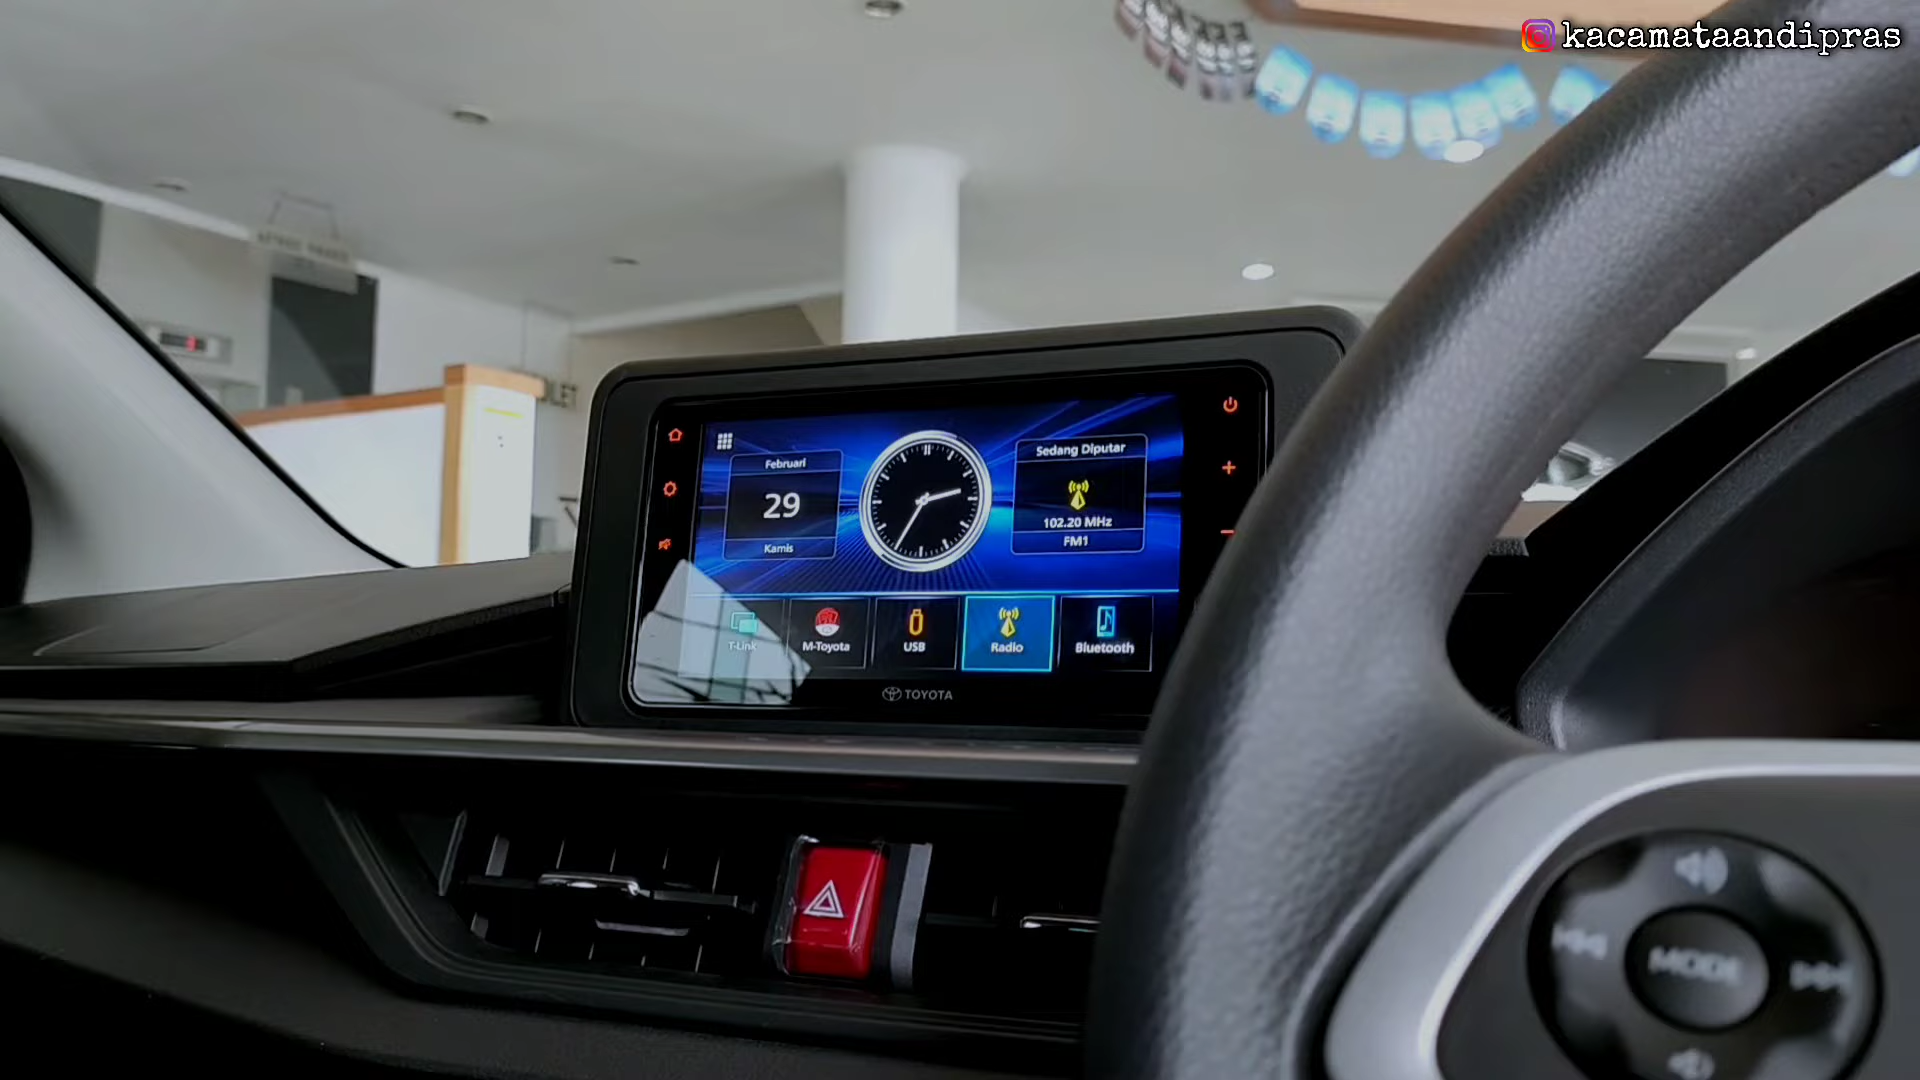 kacamataandipras
Februari
29
Kamis
Sedang Diputar
102.20 MHz
FM1
T-Link
M-Toyota
USB
Radio
Bluetooth
TOYOTA
MODE